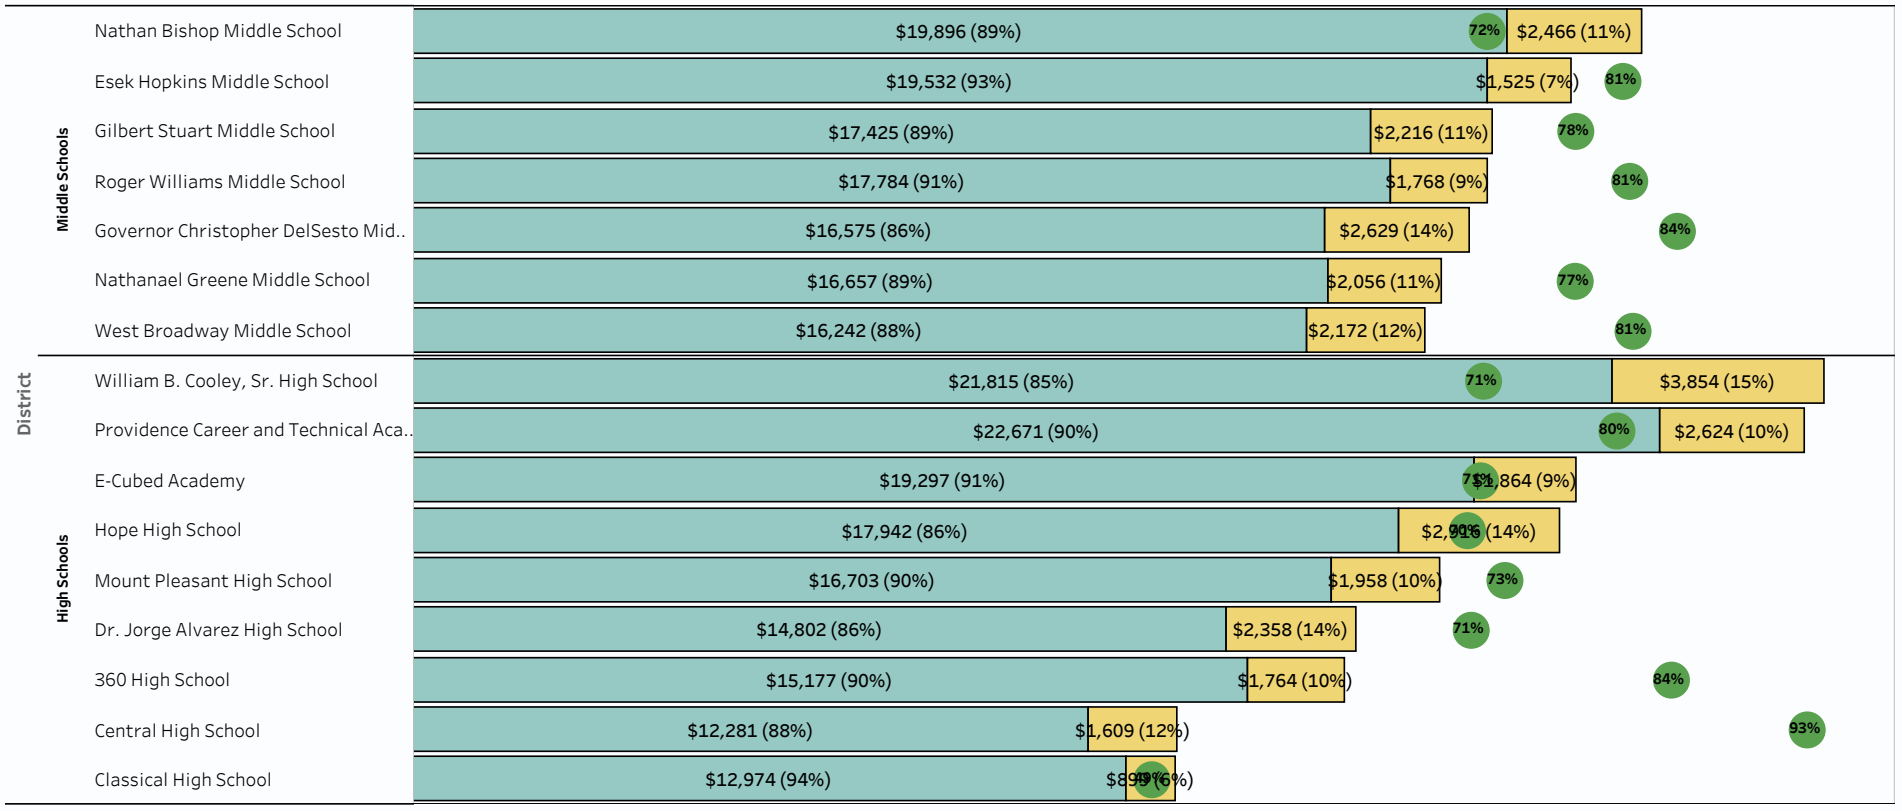 Nathan Bishop Middle School $19,896 (89%) 72% $2,466 (11%)
Esek Hopkins Middle School $19,532 (93%) $1,525 (7%) 81%
Gilbert Stuart Middle School $17,425 (89%) $2,216 (11%) 78%
Roger Williams Middle School $17,784 (91%) $1,768 (9%) 81%
Governor Christopher DelSesto Mid.. $16,575 (86%) $2,629 (14%) 84%
Nathanael Greene Middle School $16,657 (89%) $2,056 (11%) 77%
West Broadway Middle School $16,242 (88%) $2,172 (12%) 81%
Middle Schools
District
William B. Cooley, Sr. High School $21,815 (85%) 71% $3,854 (15%)
Providence Career and Technical Aca.. $22,671 (90%) 80% $2,624 (10%)
E-Cubed Academy $19,297 (91%) $1,864 (9%)
Hope High School $17,942 (86%) (14%)
Mount Pleasant High School $16,703 (90%) $1,958 (10%) 73%
Dr. Jorge Alvarez High School $14,802 (86%) $2,358 (14%) 71%
360 High School $15,177 (90%) $1,764 (10%) 84%
Central High School $12,281 (88%) $1,609 (12%) 93%
Classical High School $12,974 (94%) 49% (6%)
High Schools